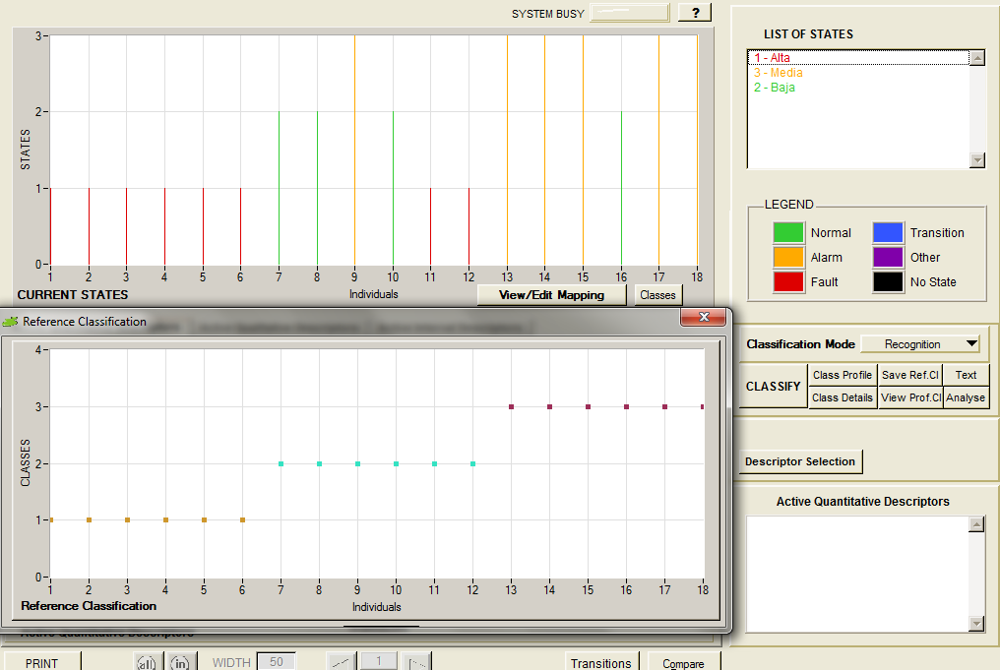 SYSTEM BUSY
?
3
2
1
0
STATES
1 2 3 4 5 6 7 8 9 10 11 12 13 14 15 16 17 18
CURRENT STATES
Individuals
View/Edit Mapping
Classes
Reference Classification
X
4
3
2
1
0
CLASSES
1 2 3 4 5 6 7 8 9 10 11 12 13 14 15 16 17 18
Reference Classification
Individuals
Active Quantitative Descriptors
PRINT
all
in
WIDTH
50
1
Transitions
Compare
LIST OF STATES
1 - Alta
3 - Media
2 - Baja
LEGEND
Normal Transition
Alarm Other
Fault No State
Classification Mode Recognition
CLASSIFY
Class Profile Save Ref.Cl Text
Class Details View Prof.Cl Analyse
Descriptor Selection
Active Quantitative Descriptors